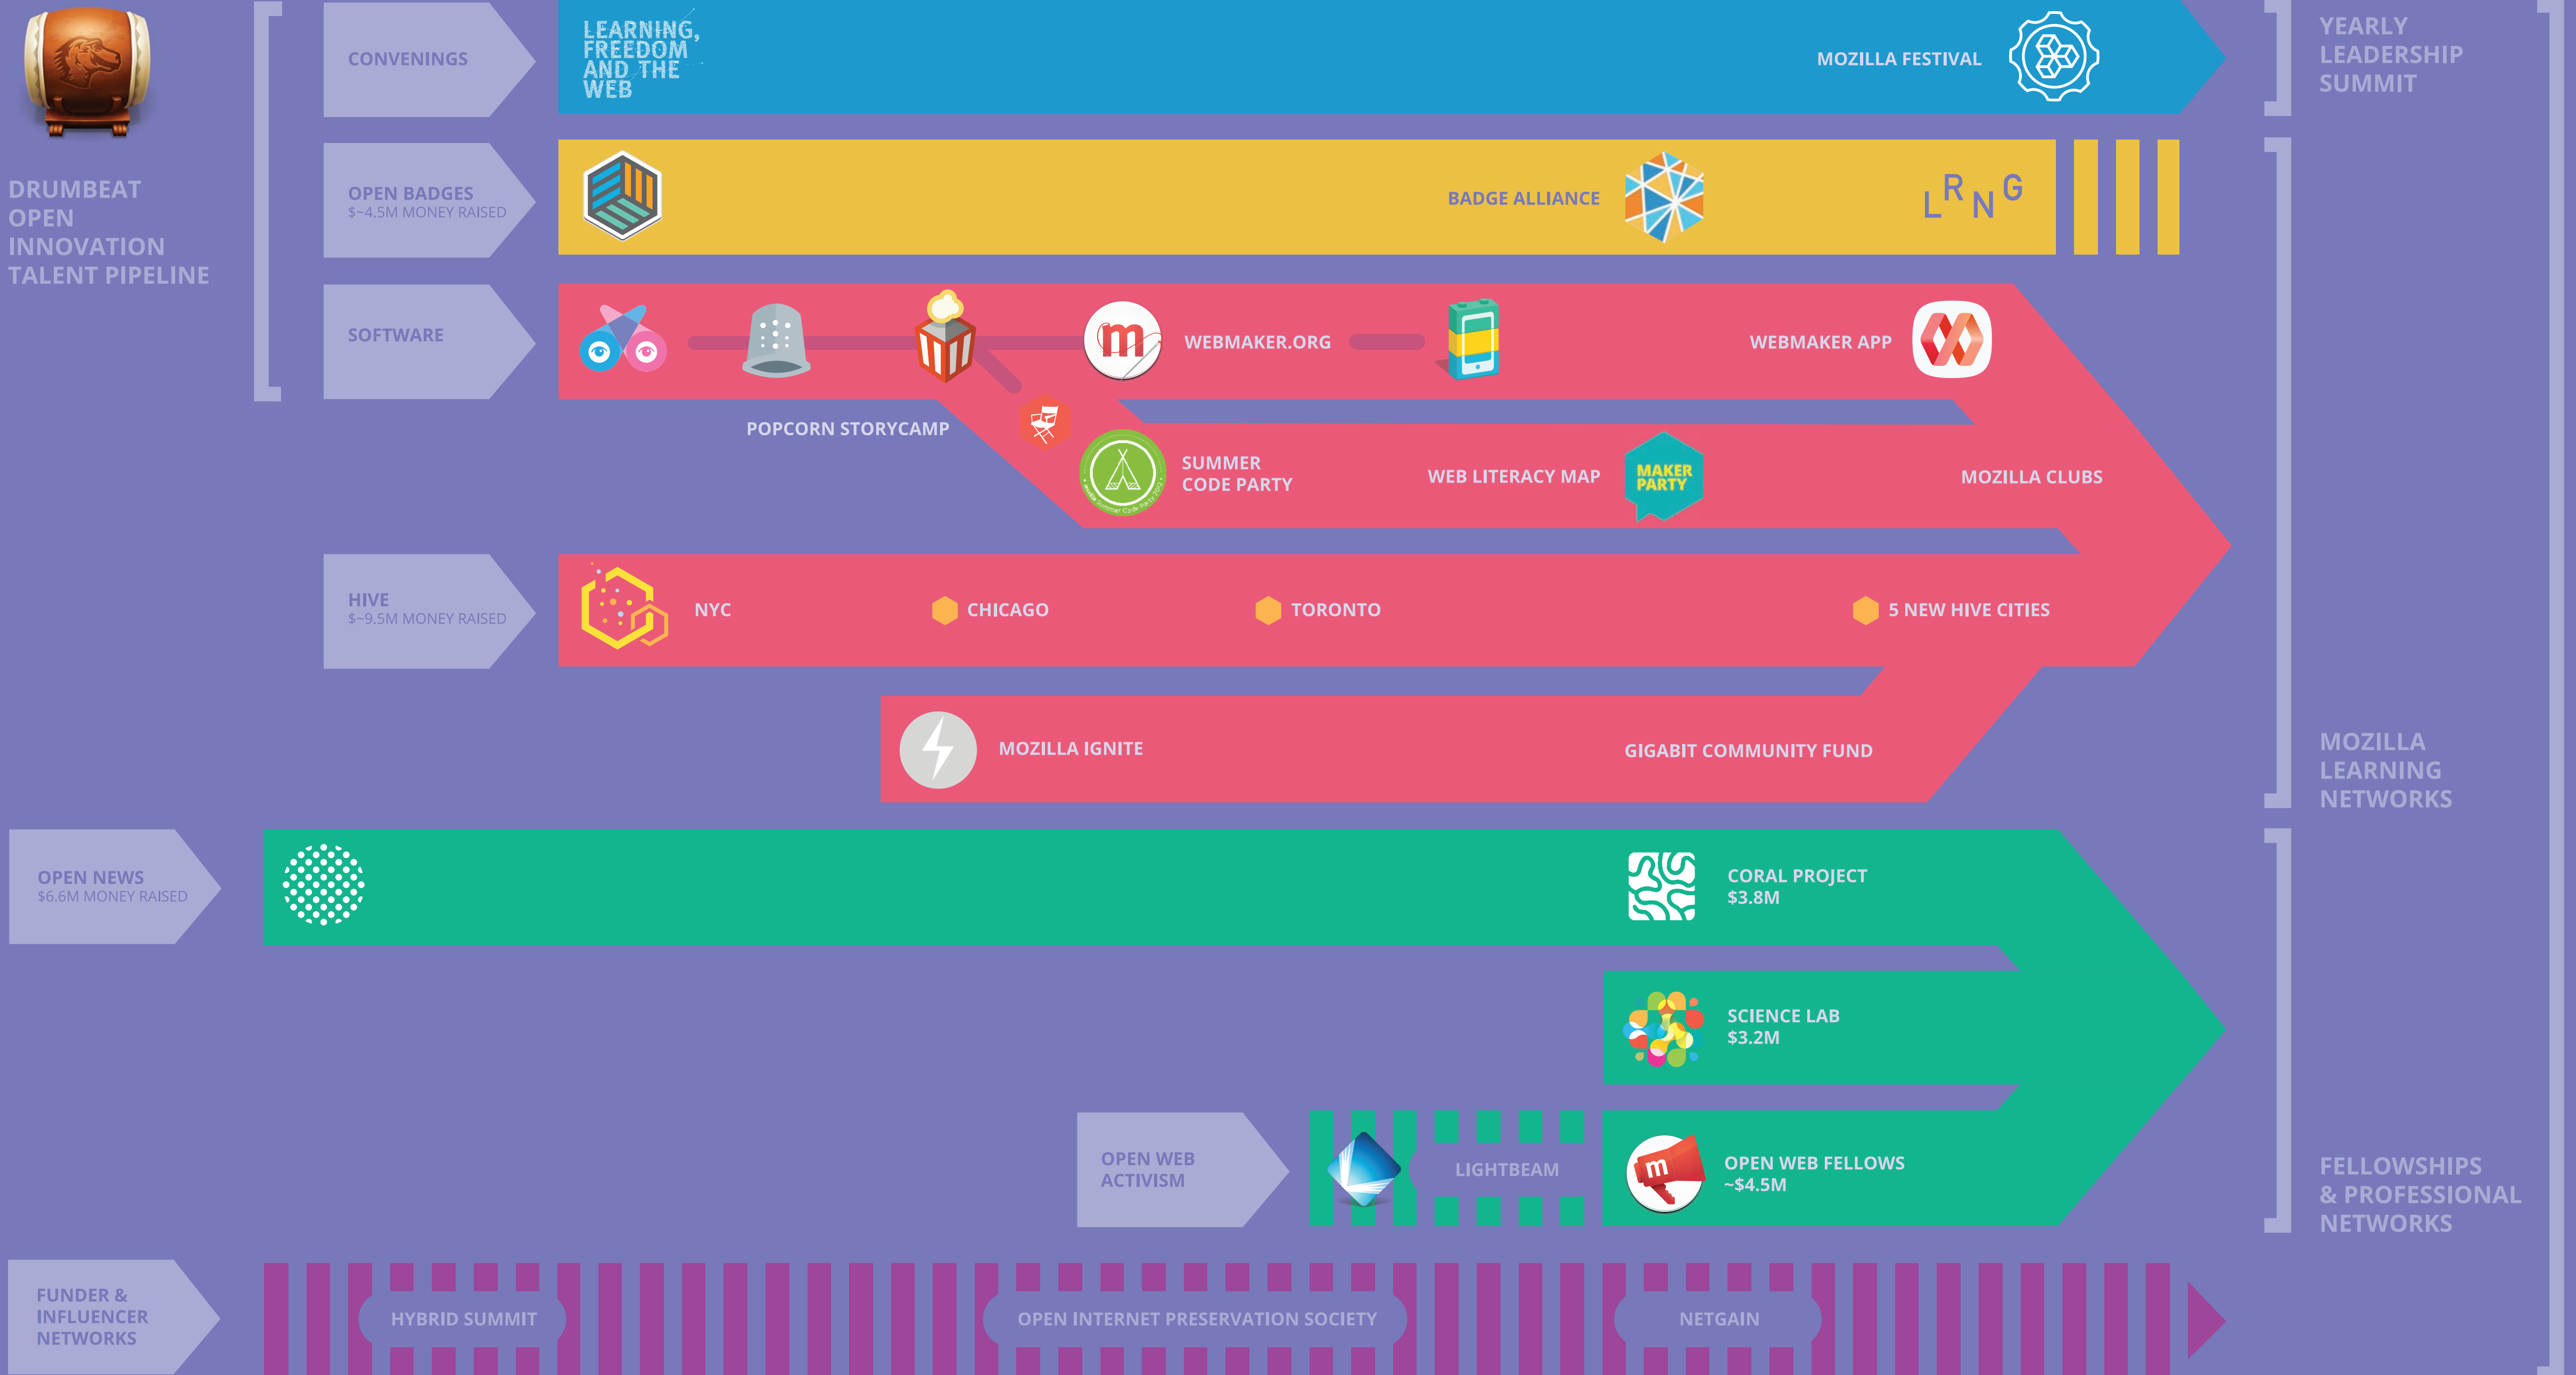 DRUMBEAT
OPEN
INNOVATION
TALENT PIPELINE
CONVENINGS
LEARNING,
FREEDOM
AND THE
WEB
MOZILLA FESTIVAL
YEARLY
LEADERSHIP
SUMMIT
OPEN BADGES
$~4.5M MONEY RAISED
BADGE ALLIANCE
LRNG
SOFTWARE
m
WEBMAKER.ORG
WEBMAKER APP
POPCORN STORYCAMP
mozilla Summer Code Party 2012
SUMMER
CODE PARTY
WEB LITERACY MAP
MAKER
PARTY
MOZILLA CLUBS
HIVE
$~9.5M MONEY RAISED
NYC
CHICAGO
TORONTO
5 NEW HIVE CITIES
MOZILLA IGNITE
GIGABIT COMMUNITY FUND
MOZILLA
LEARNING
NETWORKS
OPEN NEWS
$6.6M MONEY RAISED
CORAL PROJECT
$3.8M
SCIENCE LAB
$3.2M
OPEN WEB
ACTIVISM
LIGHTBEAM
m
OPEN WEB FELLOWS
~$4.5M
FELLOWSHIPS
& PROFESSIONAL
NETWORKS
FUNDER &
INFLUENCER
NETWORKS
HYBRID SUMMIT
OPEN INTERNET PRESERVATION SOCIETY
NETGAIN